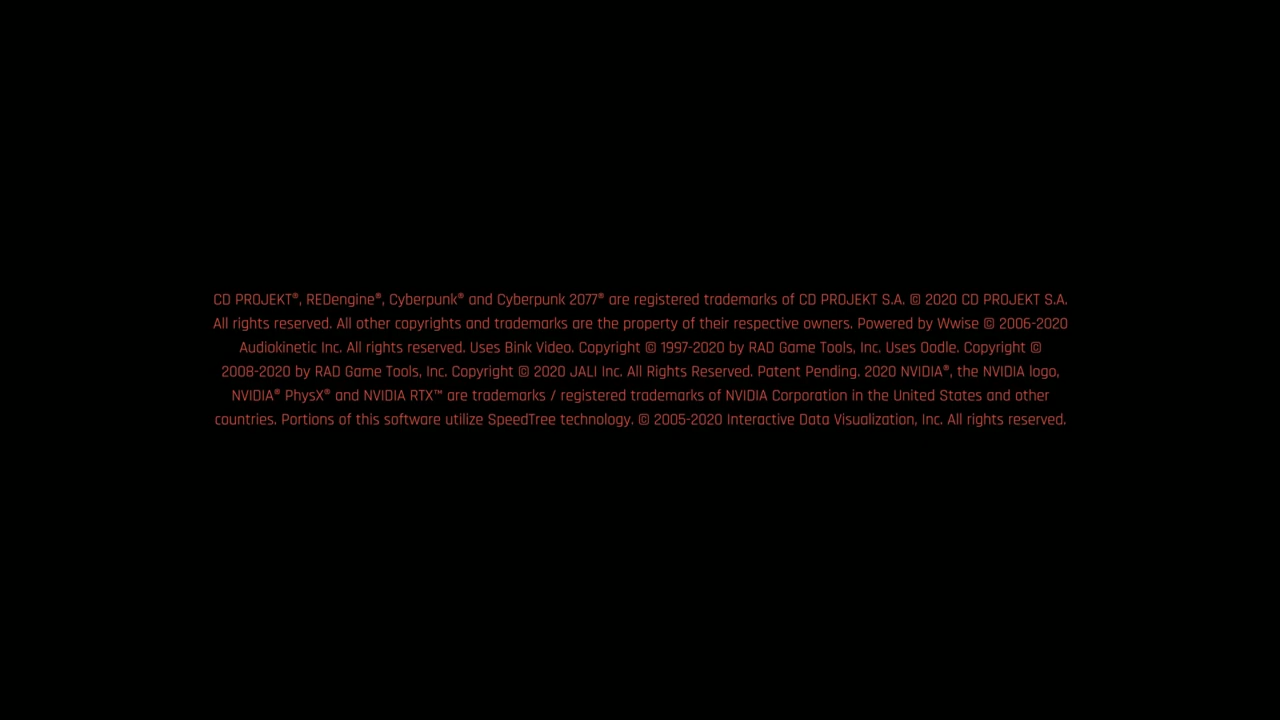 CD PROJEKT®, REDengine®, Cyberpunk® and Cyberpunk 2077® are registered trademarks of CD PROJEKT S.A. © 2020 CD PROJEKT S.A.
All rights reserved. All other copyrights and trademarks are the property of their respective owners. Powered by Wwise © 2006-2020
Audiokinetic Inc. All rights reserved. Uses Bink Video. Copyright © 1997-2020 by RAD Game Tools, Inc. Uses Oodle. Copyright ©
2008-2020 by RAD Game Tools, Inc. Copyright © 2020 JALI Inc. All Rights Reserved. Patent Pending. 2020 NVIDIA®, the NVIDIA logo,
NVIDIA® PhysX® and NVIDIA RTX™ are trademarks / registered trademarks of NVIDIA Corporation in the United States and other
countries. Portions of this software utilize SpeedTree technology. © 2005-2020 Interactive Data Visualization, Inc. All rights reserved.